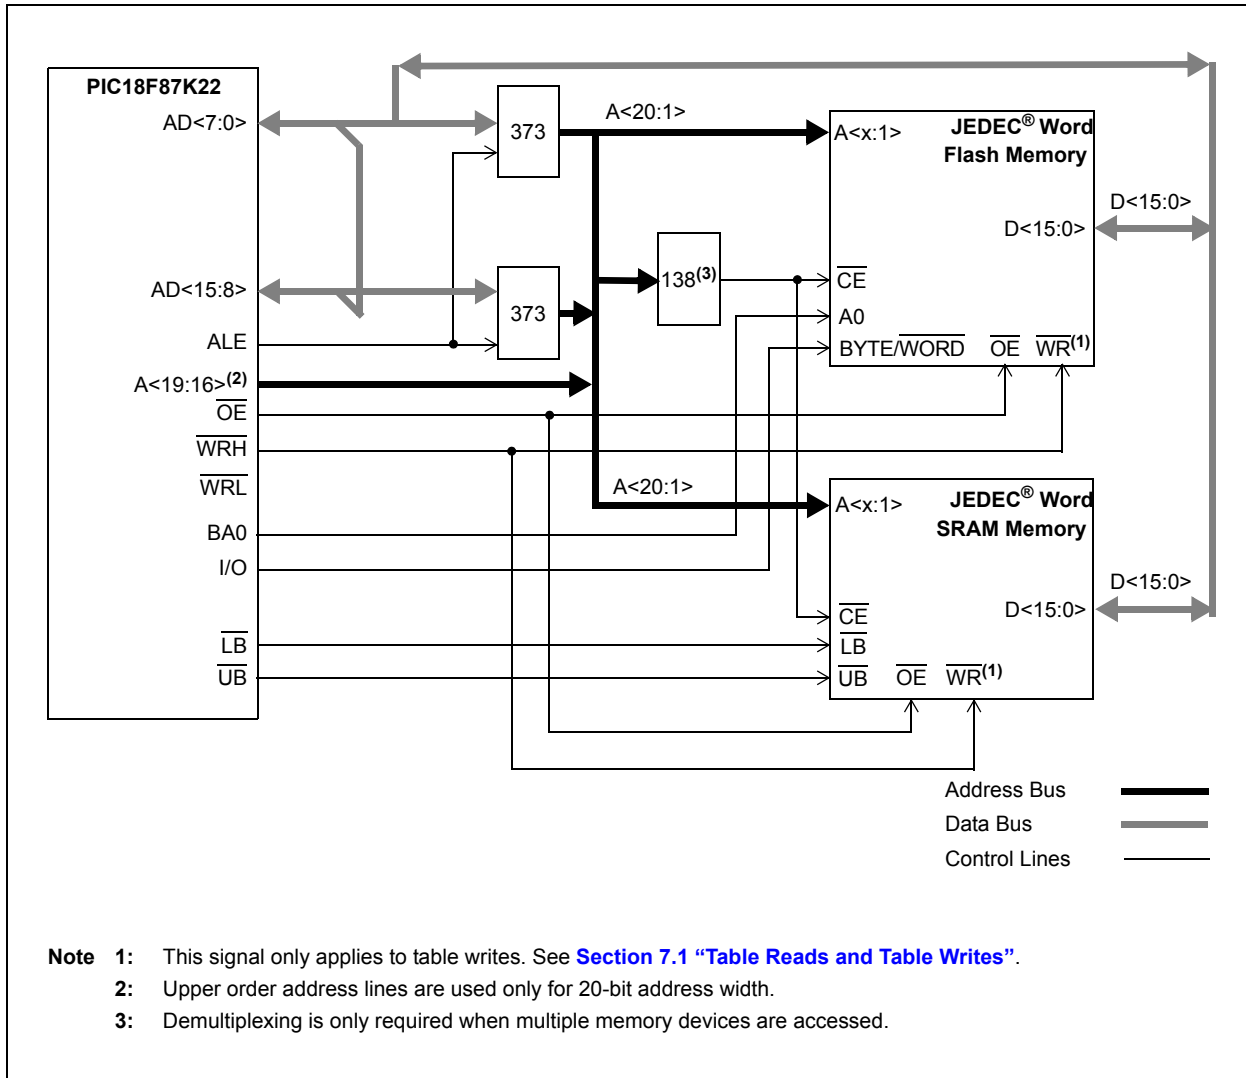 PIC18F87K22
AD<7:0>
373
A<20:1>
A<x:1>
JEDEC® Word
Flash Memory
D<15:0>
D<15:0>
AD<15:8>
373
138(3)
CE
A0
BYTE/WORD OE WR(1)
ALE
A<19:16>(2)
OE
WRH
WRL
BA0
I/O
LB
UB
A<20:1>
A<x:1>
JEDEC® Word
SRAM Memory
D<15:0>
D<15:0>
CE
LB
UB OE WR(1)
Address Bus
Data Bus
Control Lines
Note 1: This signal only applies to table writes. See Section 7.1 “Table Reads and Table Writes”.
2: Upper order address lines are used only for 20-bit address width.
3: Demultiplexing is only required when multiple memory devices are accessed.